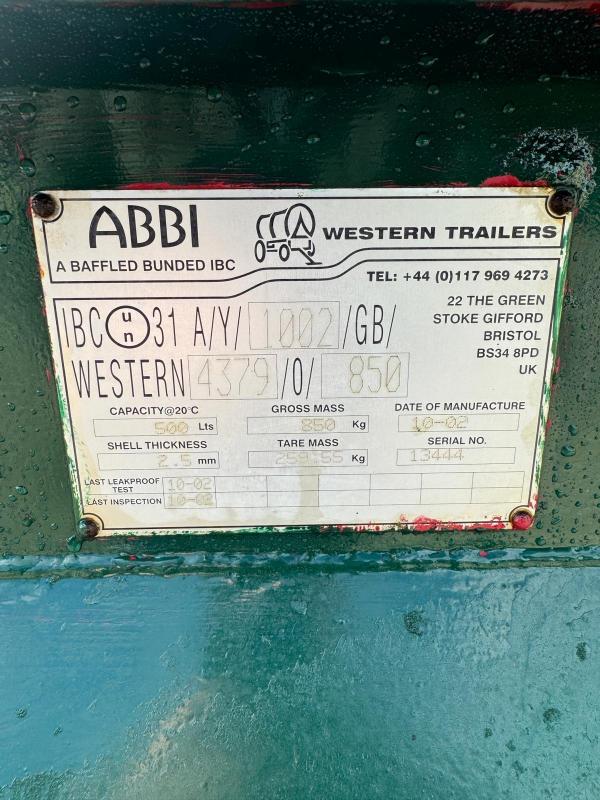 ABBI
A BAFFLED BUNDED IBC
WESTERN TRAILERS
TEL: +44 (0)117 969 4273
22 THE GREEN
STOKE GIFFORD
BRISTOL
BS34 8PD
UK
IBC un 31 A/Y/ 1002 /GB/
WESTERN 4379 /0/ 850
CAPACITY@20°C 500 Lts
GROSS MASS 850 Kg
DATE OF MANUFACTURE 10-02
SHELL THICKNESS 2.5 mm
TARE MASS 259.55 Kg
SERIAL NO. 13444
LAST LEAKPROOF TEST 10-02
LAST INSPECTION 10-02